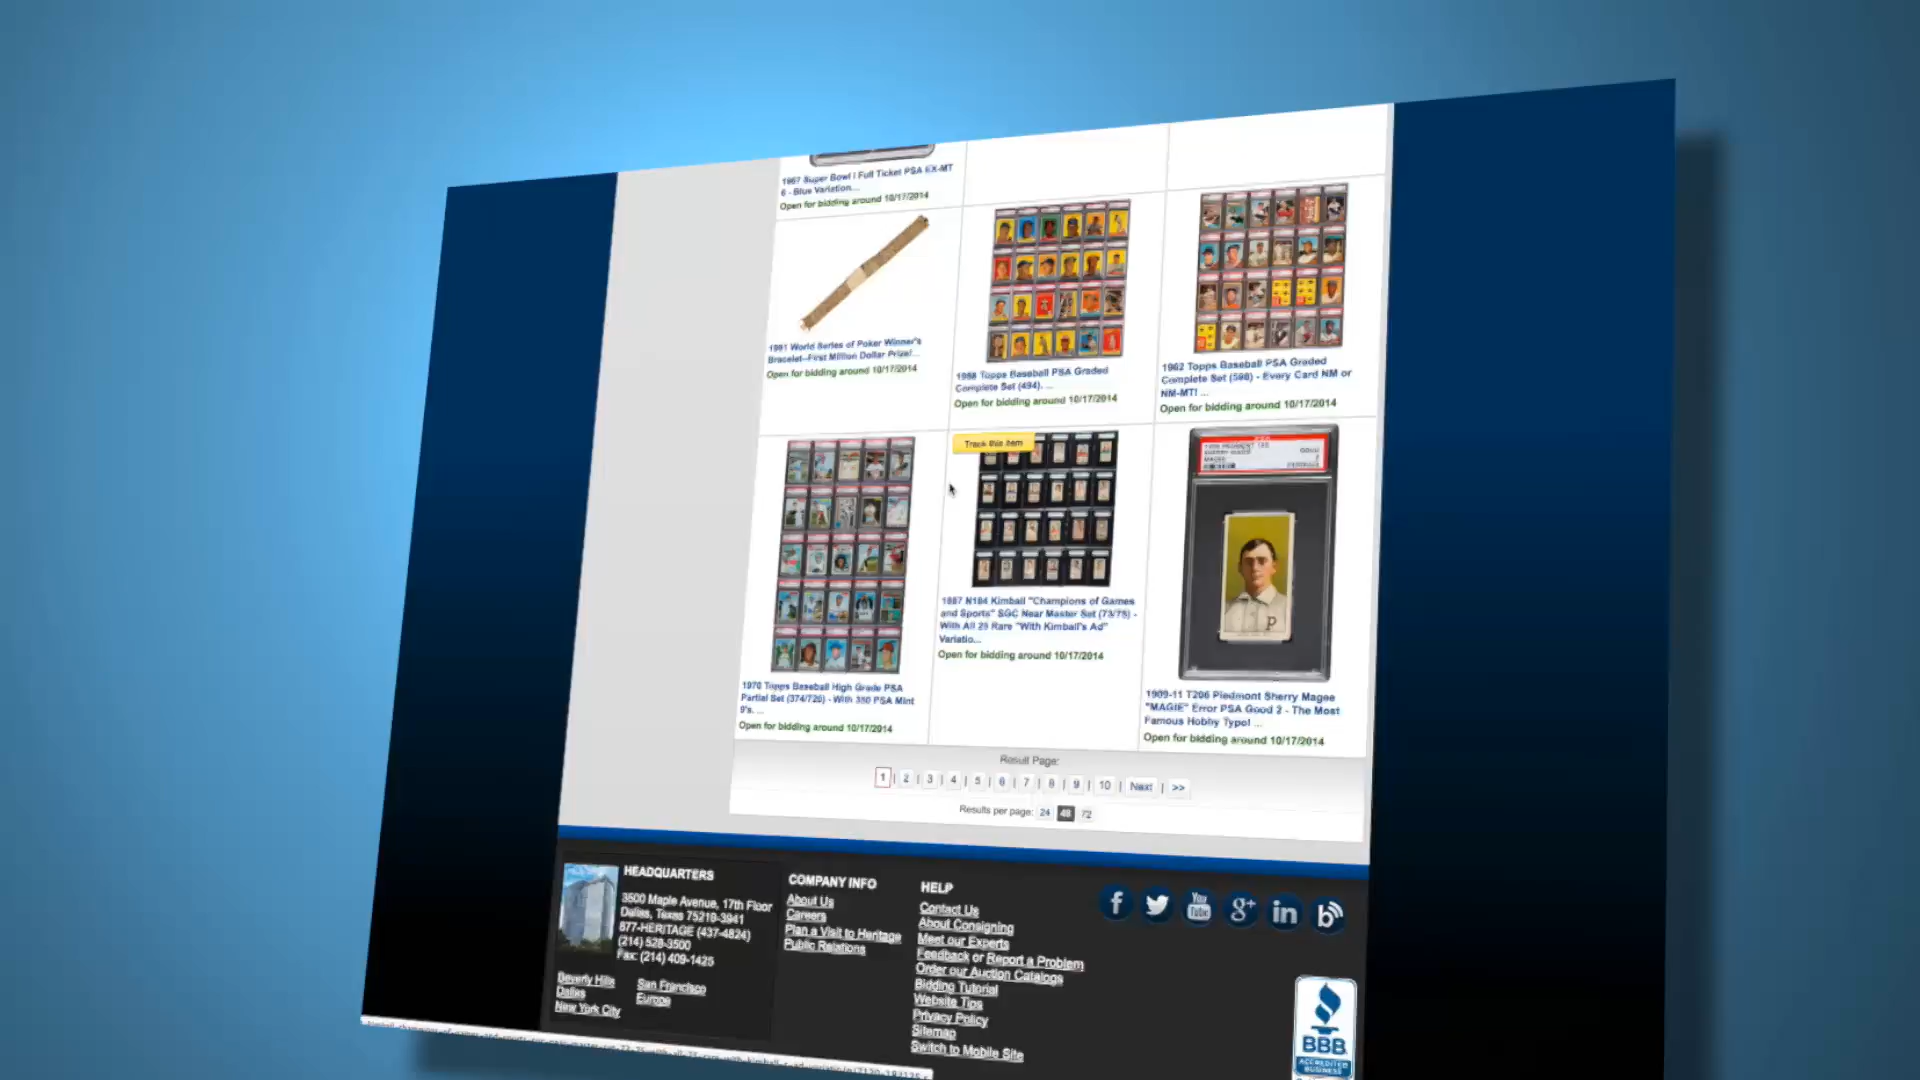 1967 Super Bowl I Full Ticket PSA EX-MT
6 - Blue Variation...
Open for bidding around 10/17/2014
1991 World Series of Poker Winner's
Bracelet--First Million Dollar Prize!...
Open for bidding around 10/17/2014
1958 Topps Baseball PSA Graded
Complete Set (494). ...
Open for bidding around 10/17/2014
1962 Topps Baseball PSA Graded
Complete Set (598) - Every Card NM or
NM-MT! ...
Open for bidding around 10/17/2014
Track this item
1970 Topps Baseball High Grade PSA
Partial Set (374/720) - With 350 PSA Mint
9's. ...
Open for bidding around 10/17/2014
1887 N184 Kimball "Champions of Games
and Sports" SGC Near Master Set (73/75) -
With All 25 Rare "With Kimball's Ad"
Variatio...
Open for bidding around 10/17/2014
1909-11 T206 Piedmont Sherry Magee
"MAGIE" Error PSA Good 2 - The Most
Famous Hobby Typo! ...
Open for bidding around 10/17/2014
Result Page:
1 | 2 | 3 | 4 | 5 | 6 | 7 | 8 | 9 | 10 | Next | >>
Results per page: 24 48 72
HEADQUARTERS
3500 Maple Avenue, 17th Floor
Dallas, Texas 75219-3941
877-HERITAGE (437-4824)
(214) 528-3500
Fax: (214) 409-1425
Beverly Hills
Dallas
New York City
San Francisco
Europe
COMPANY INFO
About Us
Careers
Plan a Visit to Heritage
Public Relations
HELP
Contact Us
About Consigning
Meet our Experts
Feedback or Report a Problem
Order our Auction Catalogs
Bidding Tutorial
Website Tips
Privacy Policy
Sitemap
Switch to Mobile Site
You
Tube
BBB
ACCREDITED
BUSINESS